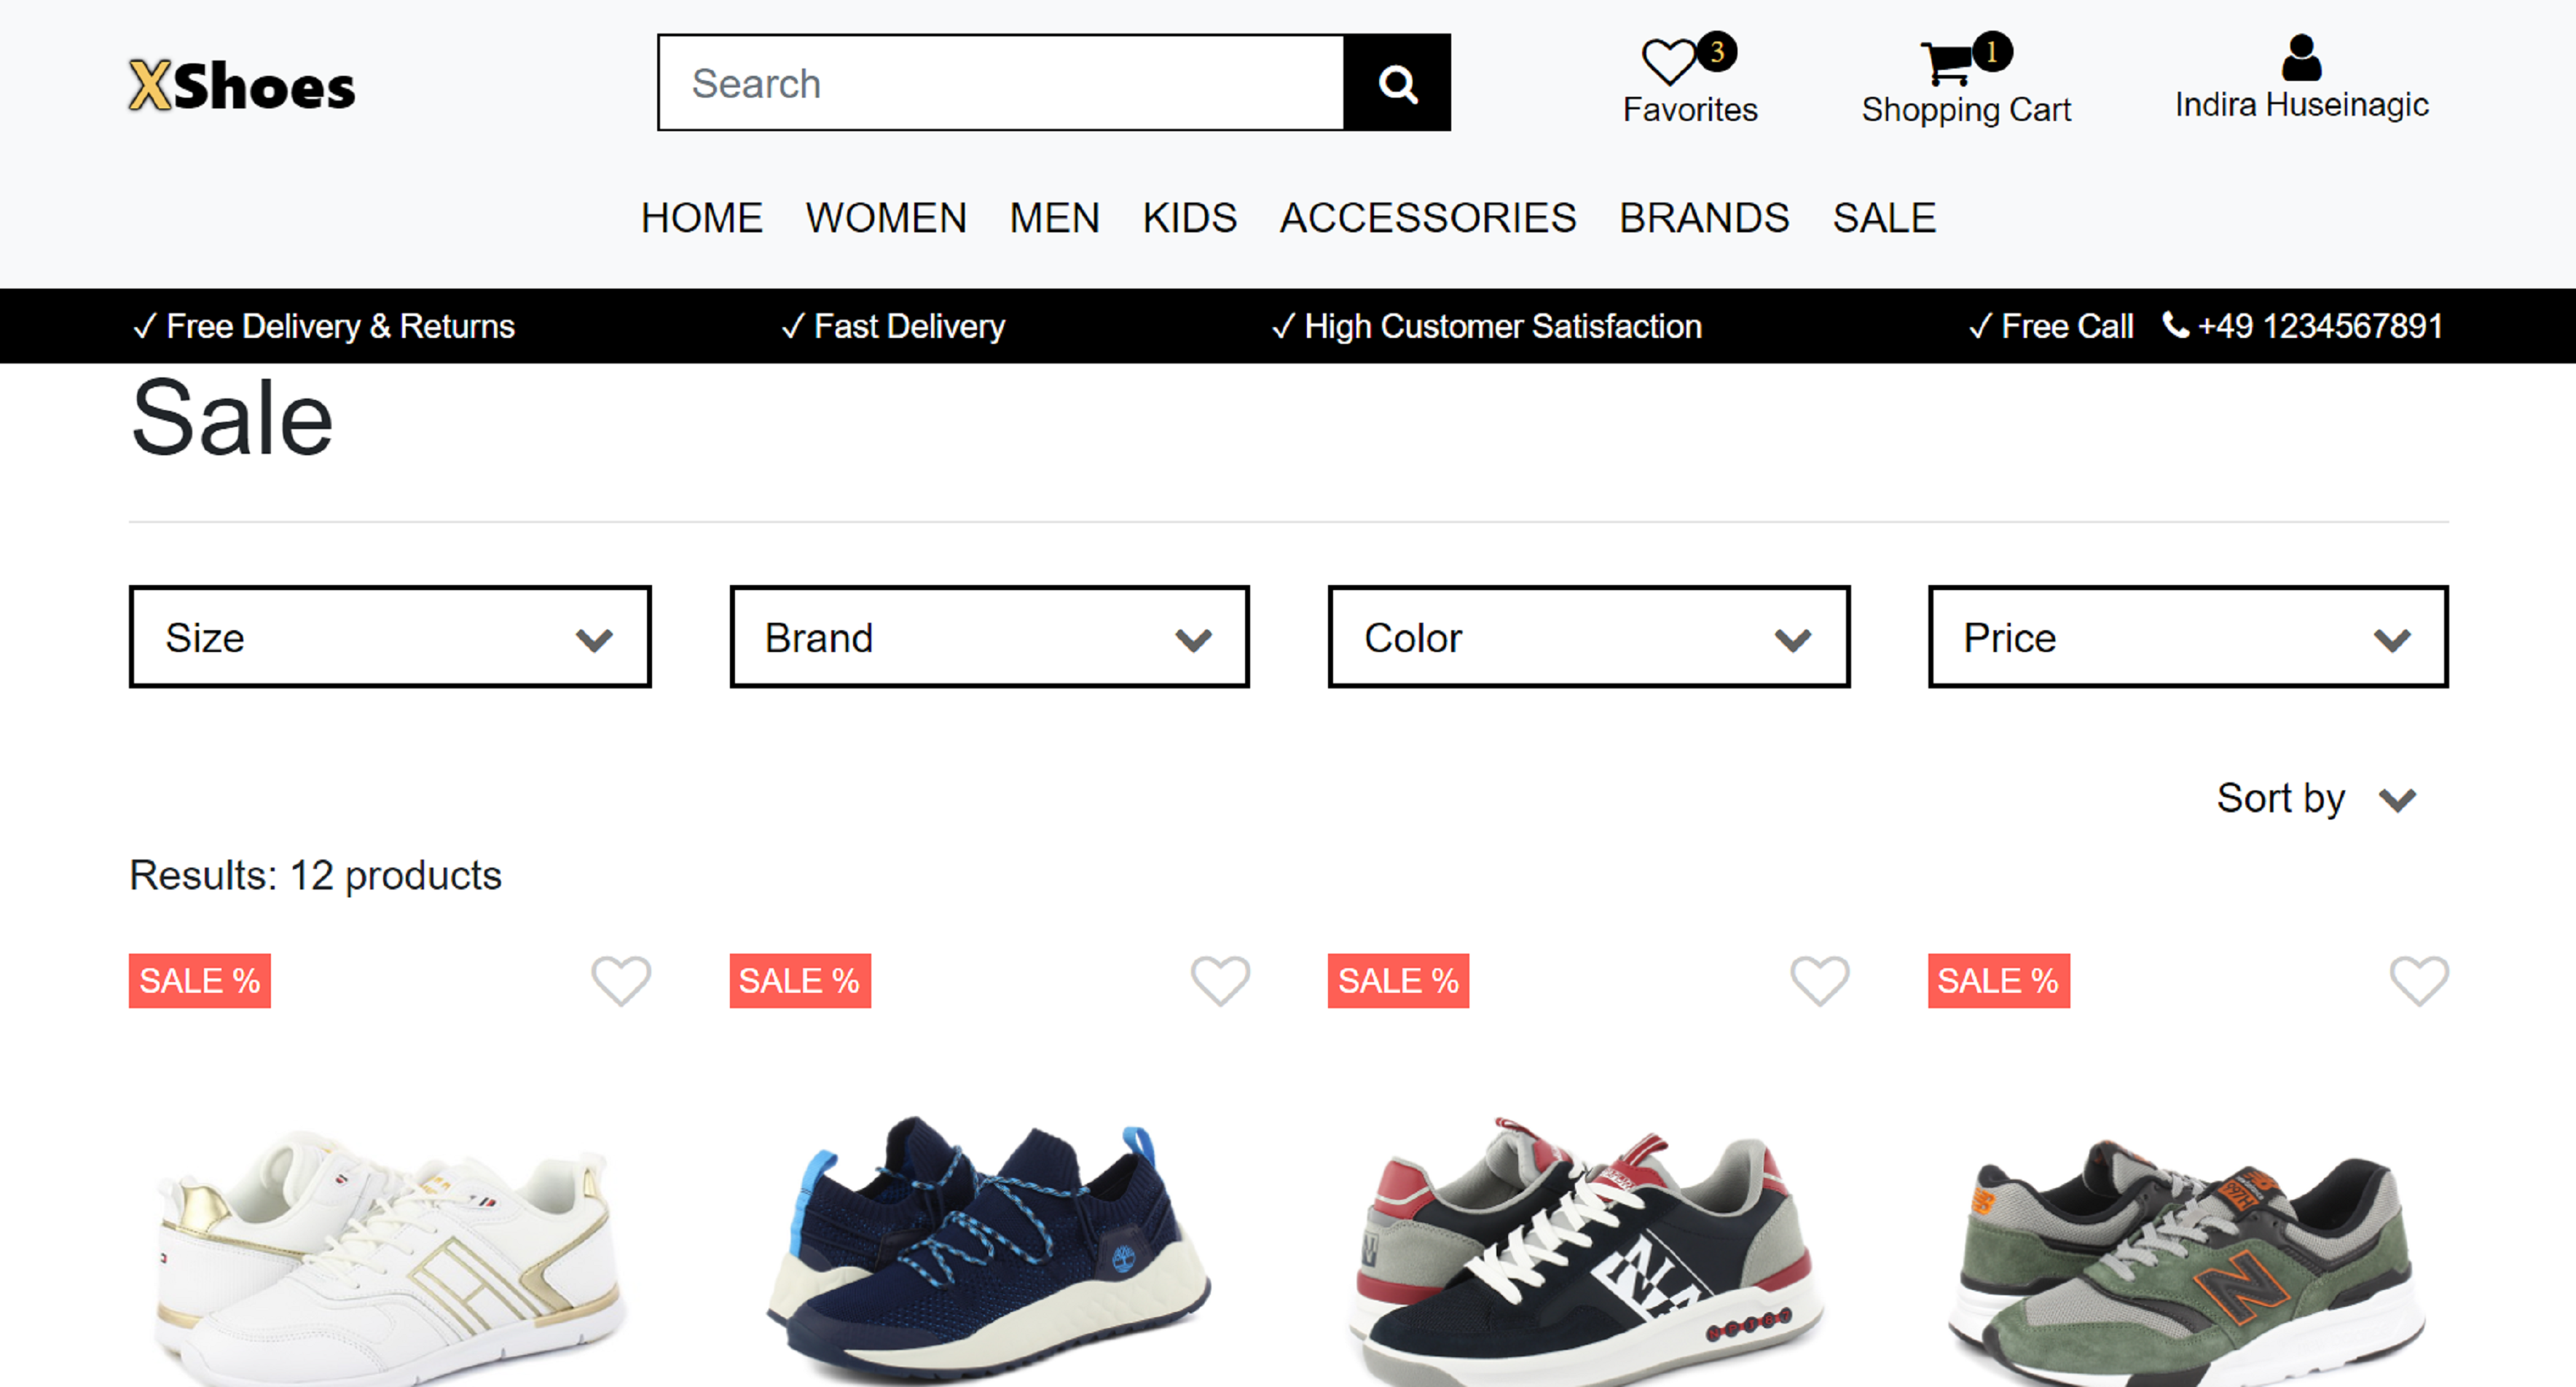 XShoes
Search
3
Favorites
1
Shopping Cart
Indira Huseinagic
HOME WOMEN MEN KIDS ACCESSORIES BRANDS SALE
✓ Free Delivery & Returns ✓ Fast Delivery ✓ High Customer Satisfaction ✓ Free Call +49 1234567891
Sale
Size Brand Color Price
Sort by
Results: 12 products
SALE % SALE % SALE % SALE %